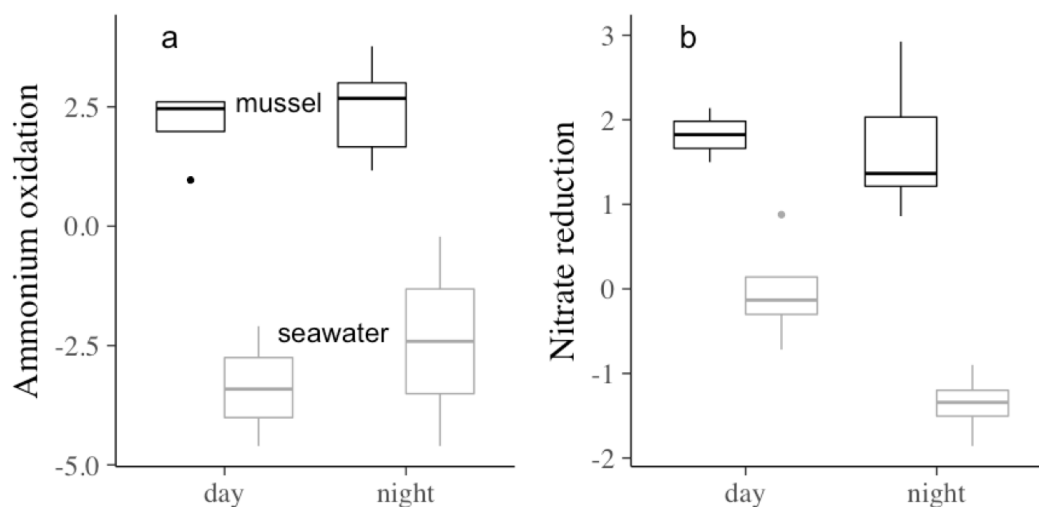 a
Ammonium oxidation
2.5
0.0
-2.5
-5.0
mussel
seawater
day night
b
Nitrate reduction
3
2
1
0
-1
-2
day night